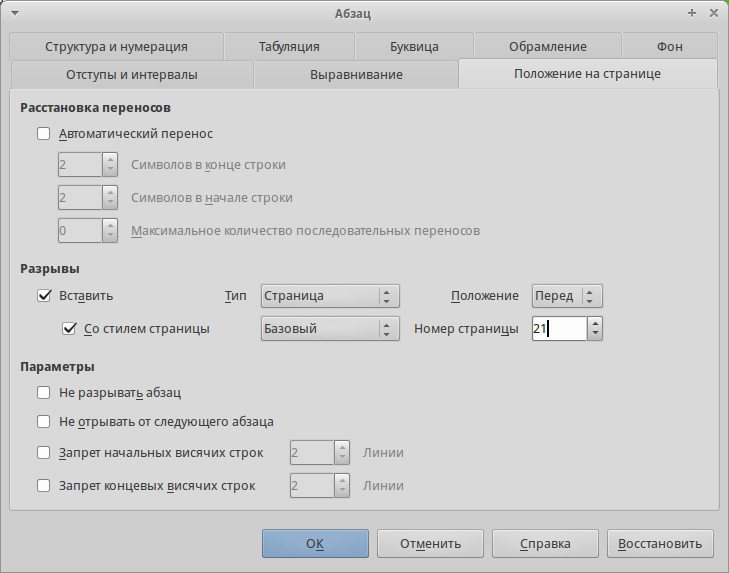 Абзац
Структура и нумерация Табуляция Буквица Обрамление Фон
Отступы и интервалы Выравнивание Положение на странице
Расстановка переносов
Автоматический перенос
2 Символов в конце строки
2 Символов в начале строки
0 Максимальное количество последовательных переносов
Разрывы
Вставить Тип Страница Положение Перед
Со стилем страницы Базовый Номер страницы 21
Параметры
Не разрывать абзац
Не отрывать от следующего абзаца
Запрет начальных висячих строк 2 Линии
Запрет концевых висячих строк 2 Линии
ОК Отменить Справка Восстановить